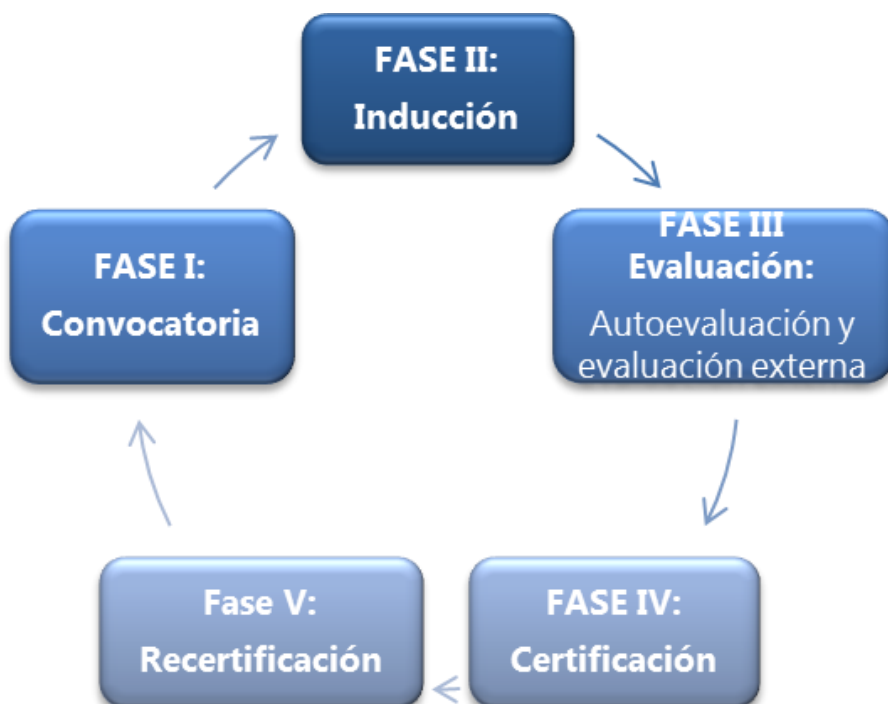 FASE II:
Inducción
FASE I:
Convocatoria
FASE III
Evaluación:
Autoevaluación y
evaluación externa
Fase V:
Recertificación
FASE IV:
Certificación